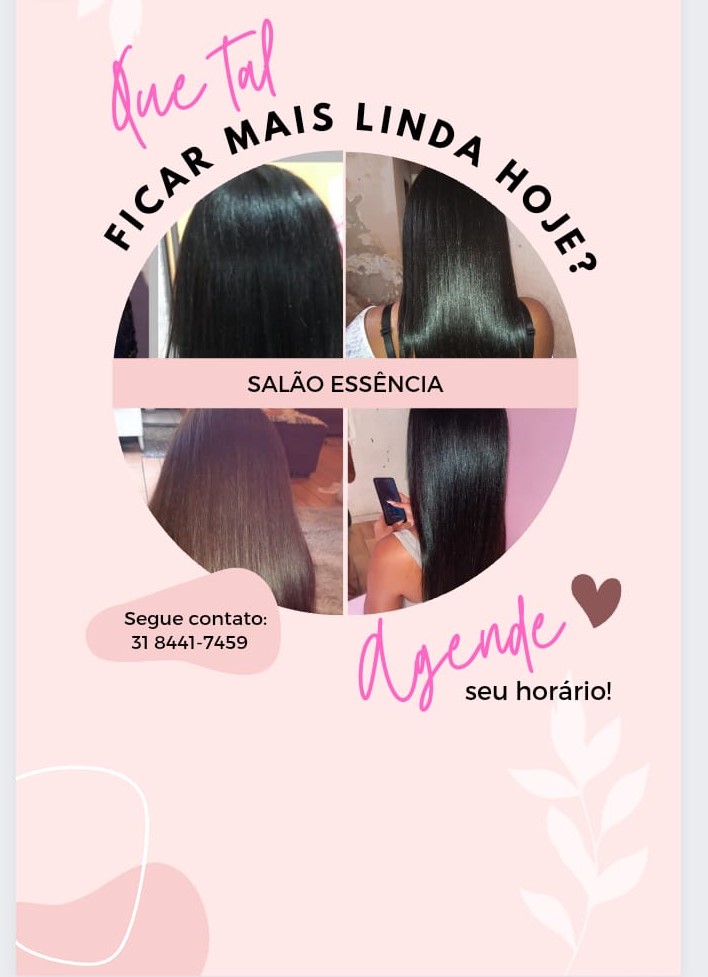 Que tal
FICAR MAIS LINDA HOJE?
SALÃO ESSÊNCIA
Segue contato:
31 8441-7459
Agende
seu horário!